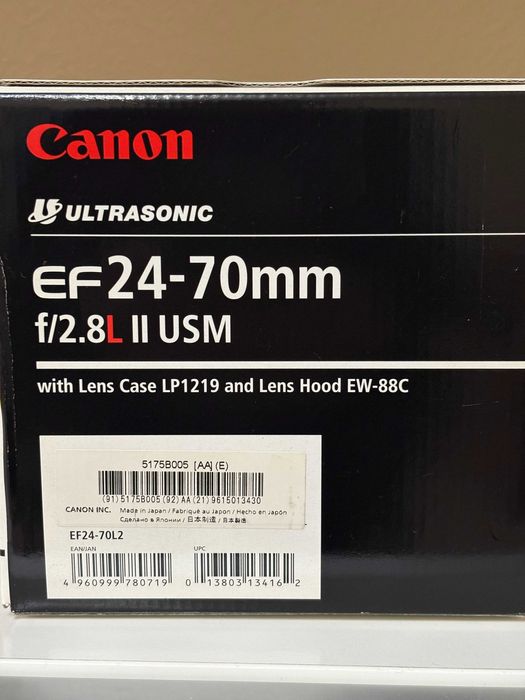 Canon
ULTRASONIC
EF24-70mm
f/2.8L II USM
with Lens Case LP1219 and Lens Hood EW-88C
5175B005 [AA] (E)
(91)5175B005(92)AA(21)9615013430
CANON INC. Made in Japan / Fabriqué au Japon / Hecho en Japón
Сделано в Японии / 日本制造 / 日本製造
EF24-70L2
EAN/JAN UPC
4 960999 780719 0 13803 13416 2